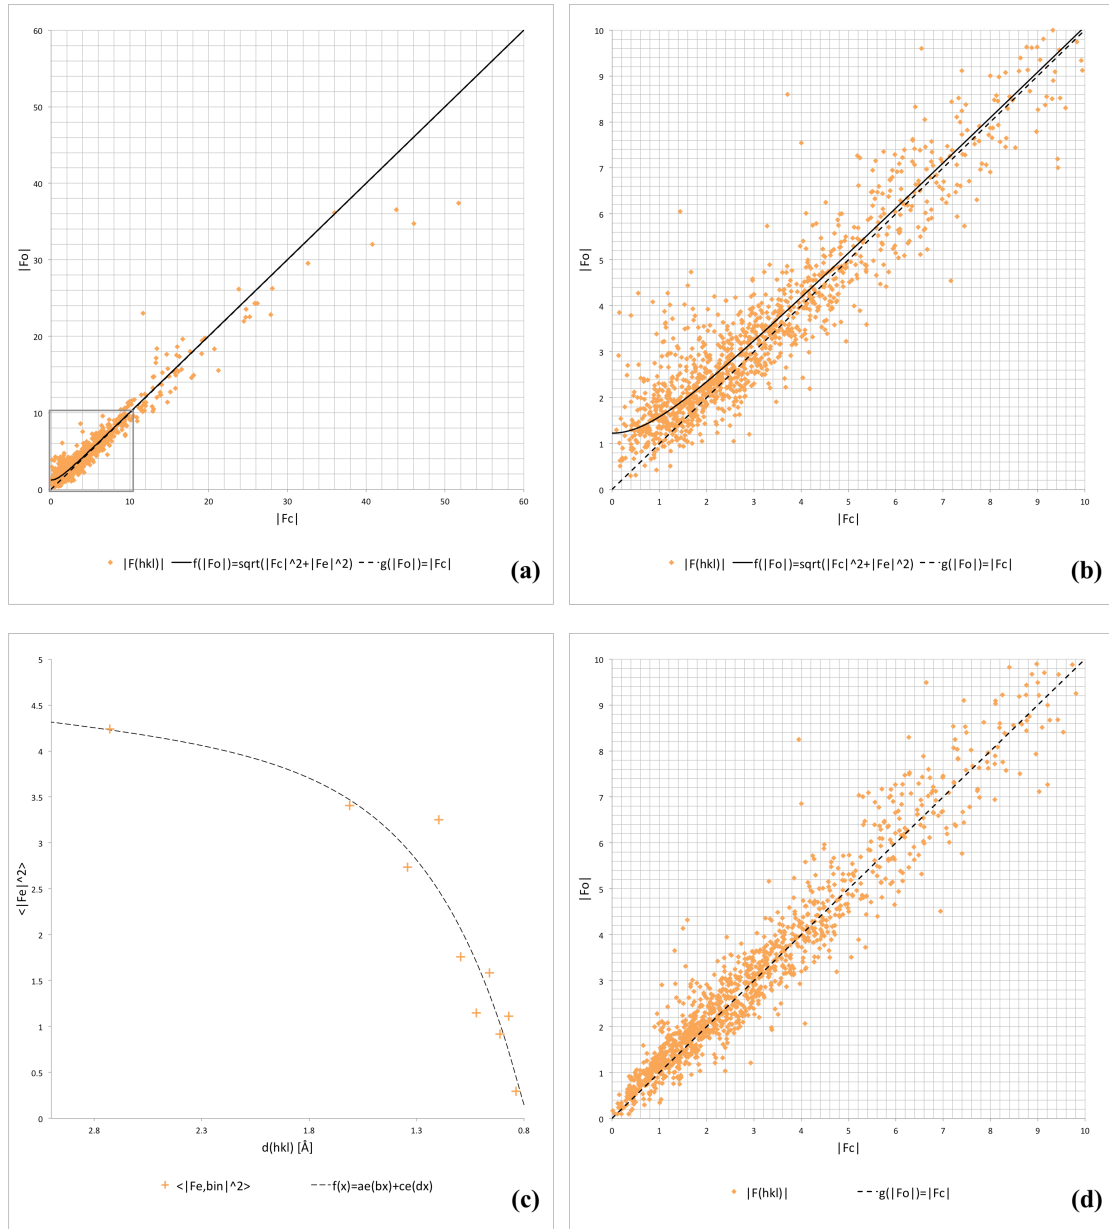 60
50
40
30
20
10
0
|Fo|
0 10 20 30 40 50 60
|Fc|
|F(hkl)| f(|Fo|)=sqrt(|Fc|^2+|Fe|^2) g(|Fo|)=|Fc|
(a)
10
9
8
7
6
5
4
3
2
1
0
|Fo|
0 1 2 3 4 5 6 7 8 9 10
|Fc|
|F(hkl)| f(|Fo|)=sqrt(|Fc|^2+|Fe|^2) g(|Fo|)=|Fc|
(b)
5
4.5
4
3.5
3
2.5
2
1.5
1
0.5
0
<|Fe|^2>
2.8 2.3 1.8 1.3 0.8
d(hkl) [Å]
<|Fe,bin|^2> f(x)=ae(bx)+ce(dx)
(c)
10
9
8
7
6
5
4
3
2
1
0
|Fo|
0 1 2 3 4 5 6 7 8 9 10
|Fc|
|F(hkl)| g(|Fo|)=|Fc|
(d)